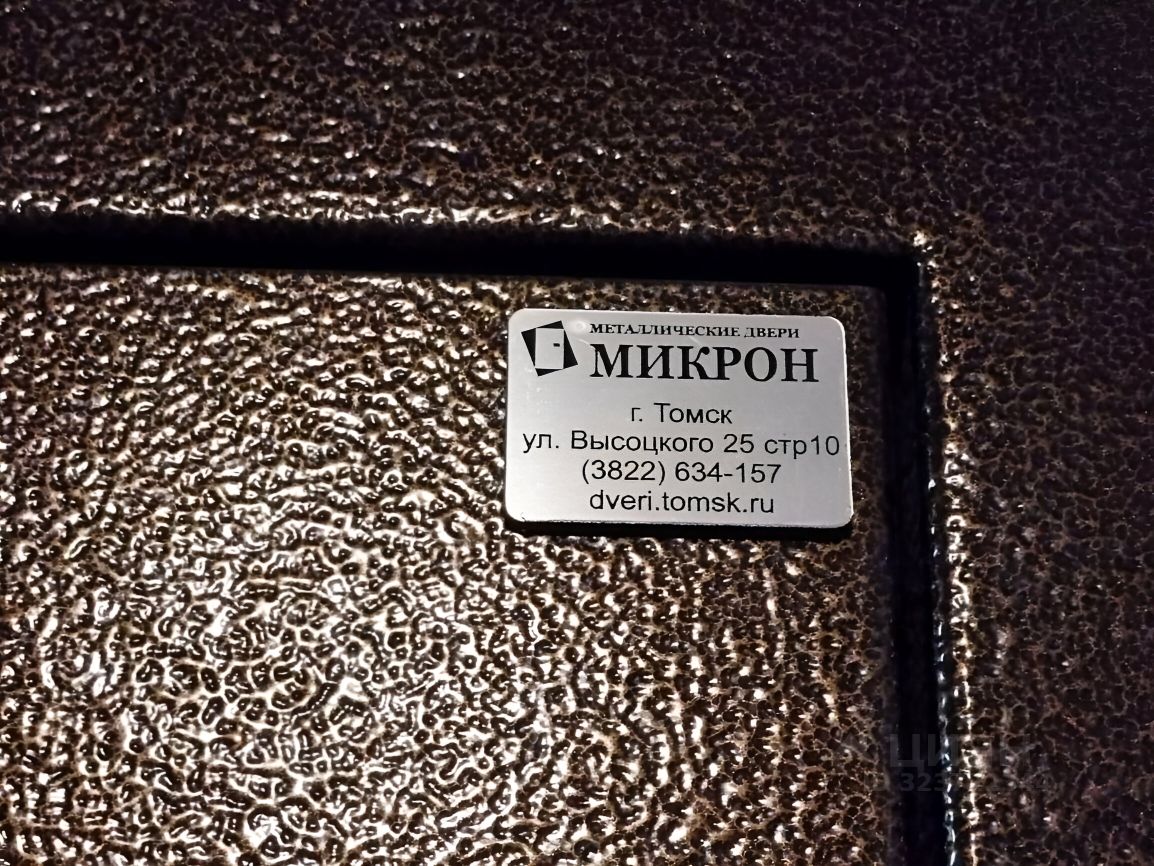 МЕТАЛЛИЧЕСКИЕ ДВЕРИ
МИКРОН
г. Томск
ул. Высоцкого 25 стр10
(3822) 634-157
dveri.tomsk.ru